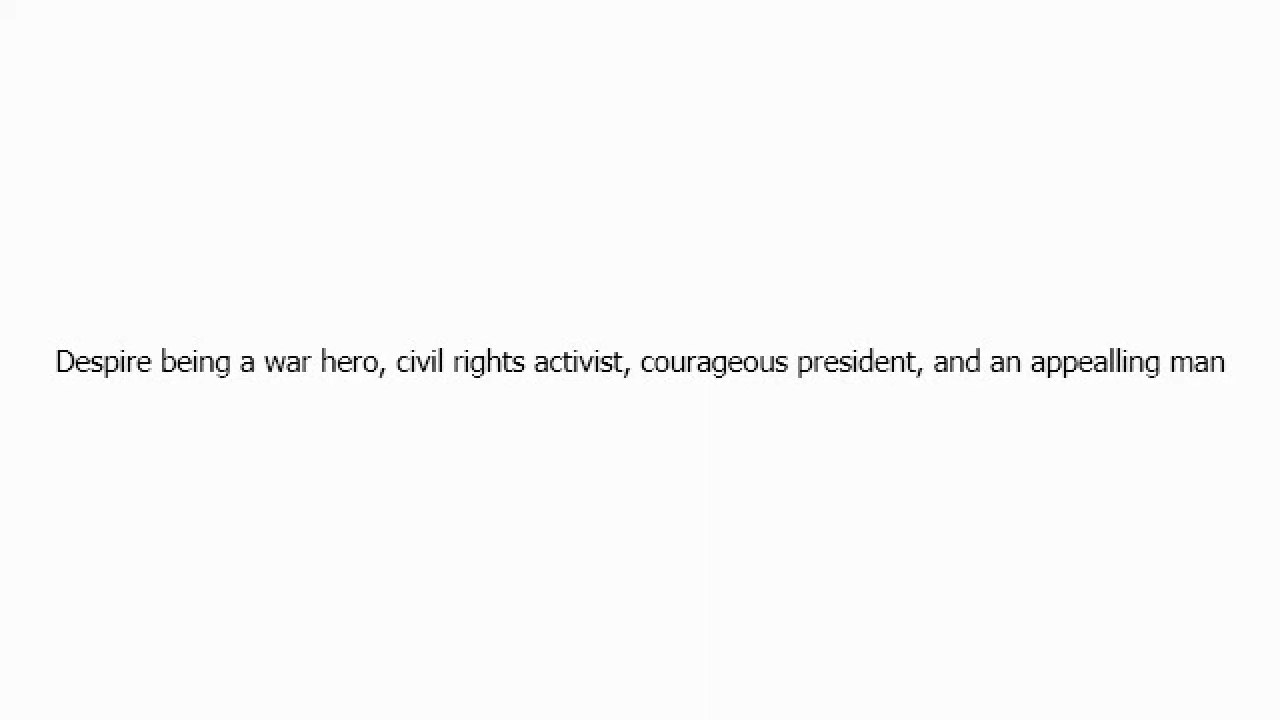 Despire being a war hero, civil rights activist, courageous president, and an appealling man